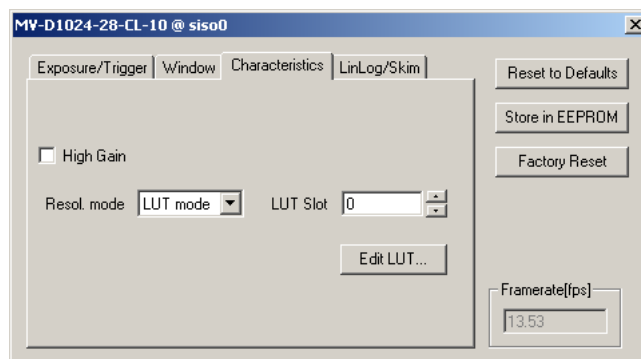 MV-D1024-28-CL-10 @ siso0
Exposure/Trigger Window Characteristics LinLog/Skim
Reset to Defaults
Store in EEPROM
High Gain
Factory Reset
Resol. mode LUT mode LUT Slot 0
Edit LUT...
Framerate[fps]
13.53